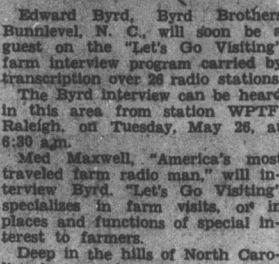 Edward Byrd, Byrd Brother
Bunnlevel, N. C., will soon be a
guest on the "Let's Go Visiting"
farm interview program carried by
transcription over 26 radio stations
The Byrd interview can be heard
in this area from station WPTF
Raleigh, on Tuesday, May 26, at
6:30 a.m.
Med Maxwell, "America's most
traveled farm radio man," will in-
terview Byrd. "Let's Go Visiting"
specializes in farm visits, or in
places and functions of special in-
terest to farmers.
Deep in the hills of North Caro